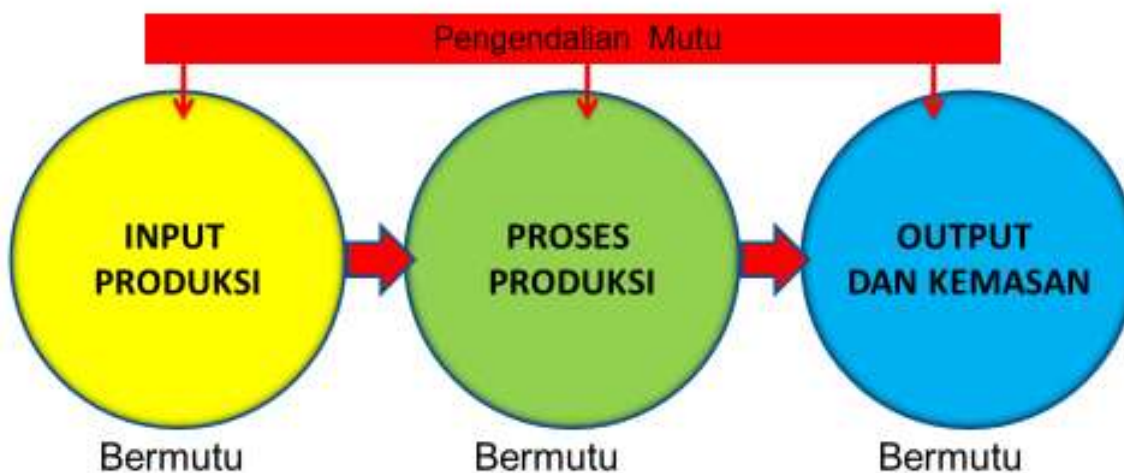 Pengendalian Mutu
INPUT
PRODUKSI
PROSES
PRODUKSI
OUTPUT
DAN KEMASAN
Bermutu
Bermutu
Bermutu